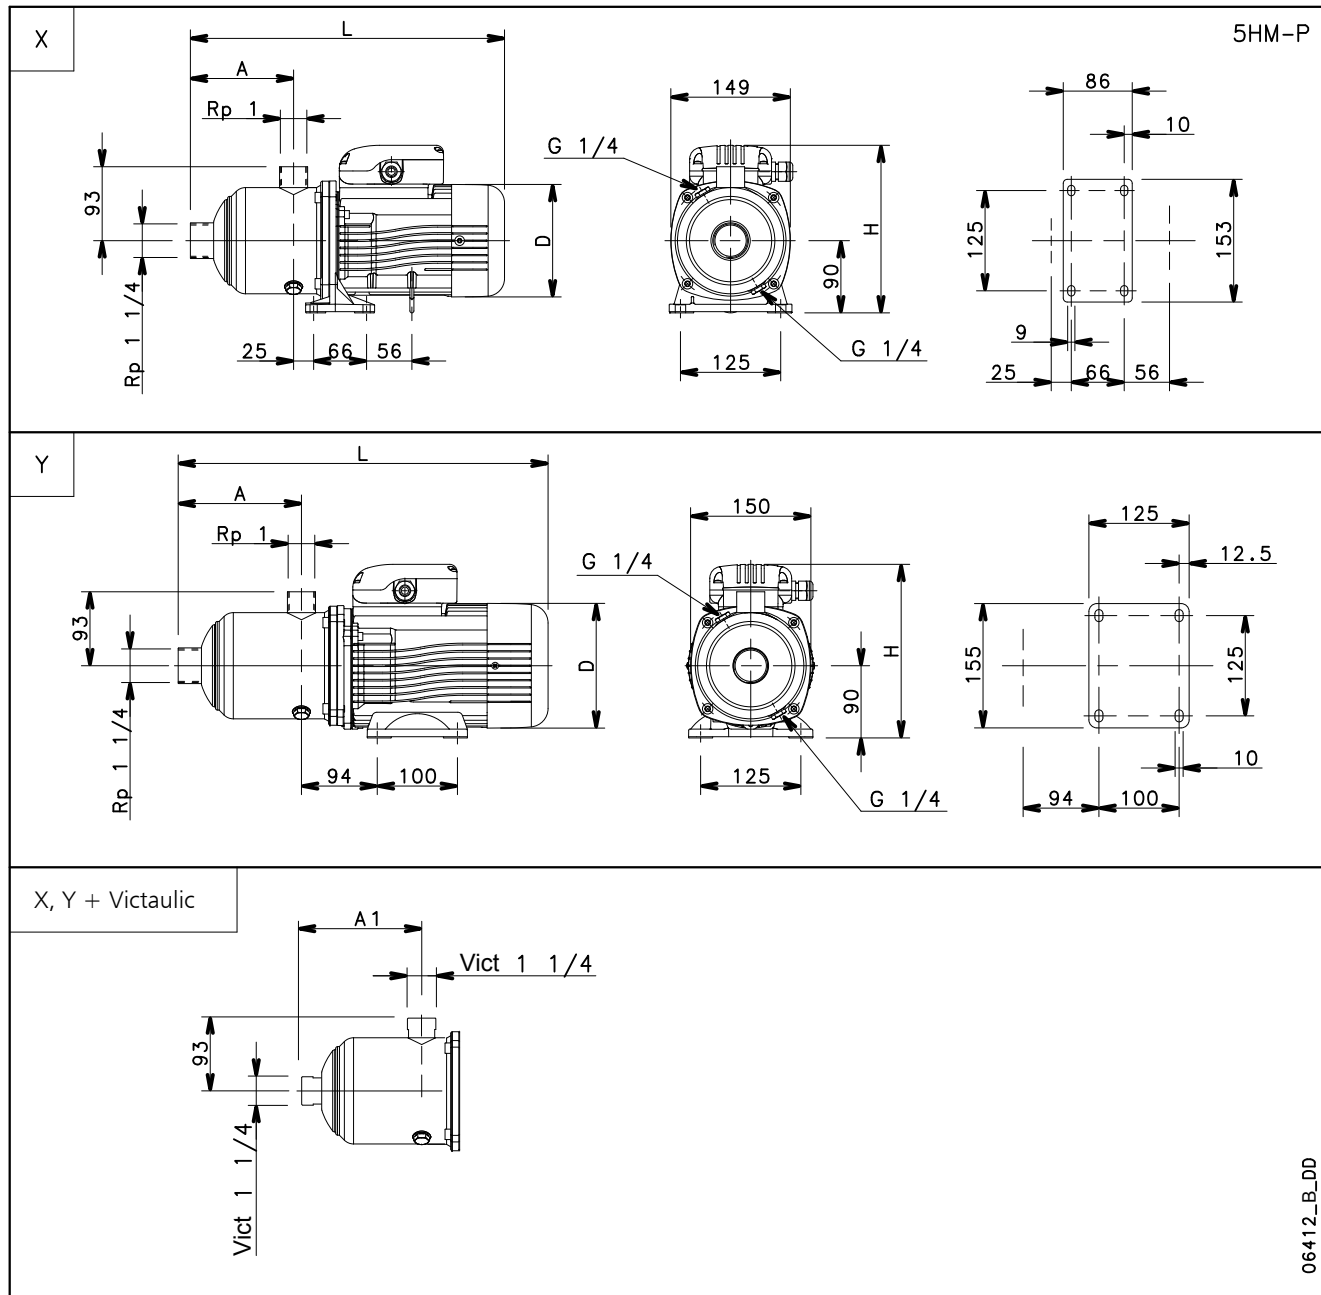 X
5HM-P
L
A
Rp 1
93
Rp 1 1/4
D
25
66
56
149
G 1/4
H
90
G 1/4
125
86
10
125
153
9
25
66
56
Y
L
A
Rp 1
93
Rp 1 1/4
D
94
100
150
G 1/4
H
90
125
G 1/4
125
12.5
155
125
10
94
100
X, Y + Victaulic
A1
Vict 1 1/4
93
Vict 1 1/4
06412_B_DD